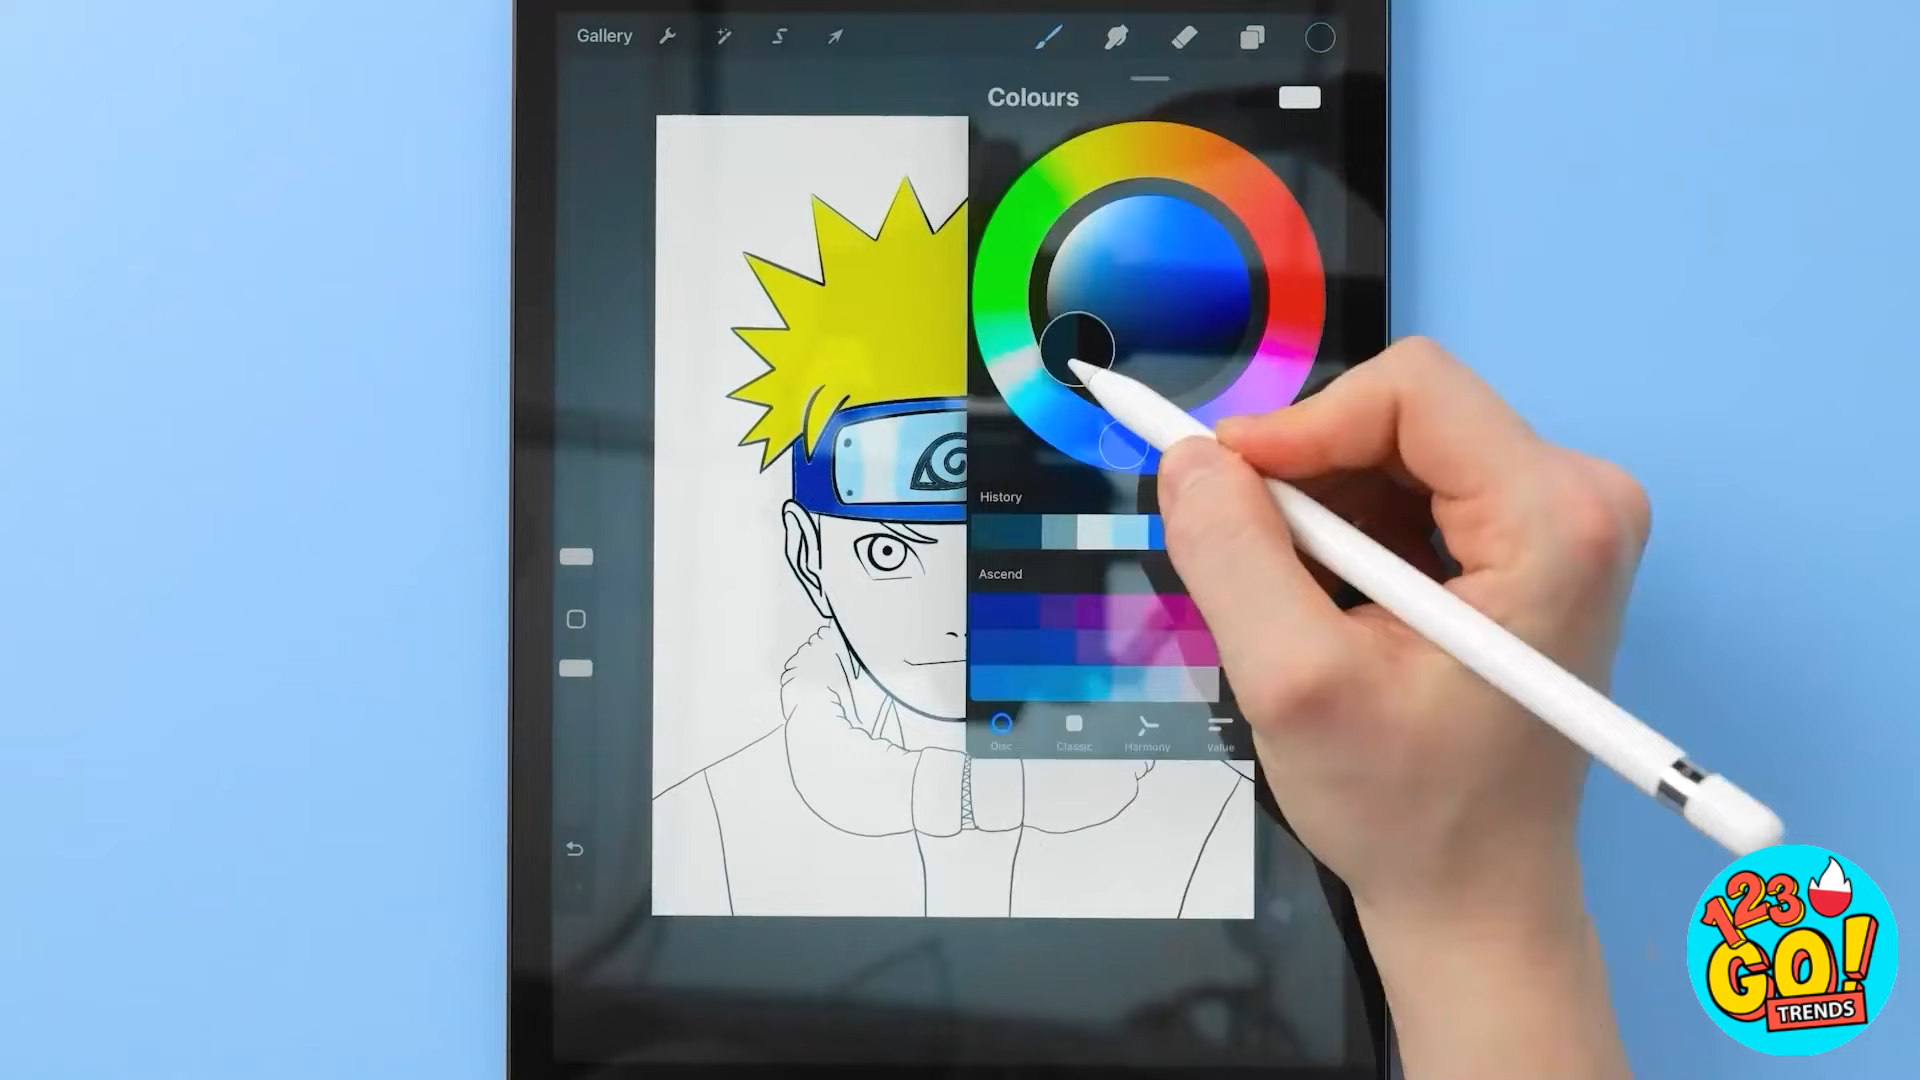 Gallery
Colours
History
Ascend
Disc
Classic
Harmony
Value
123
GO!
TRENDS